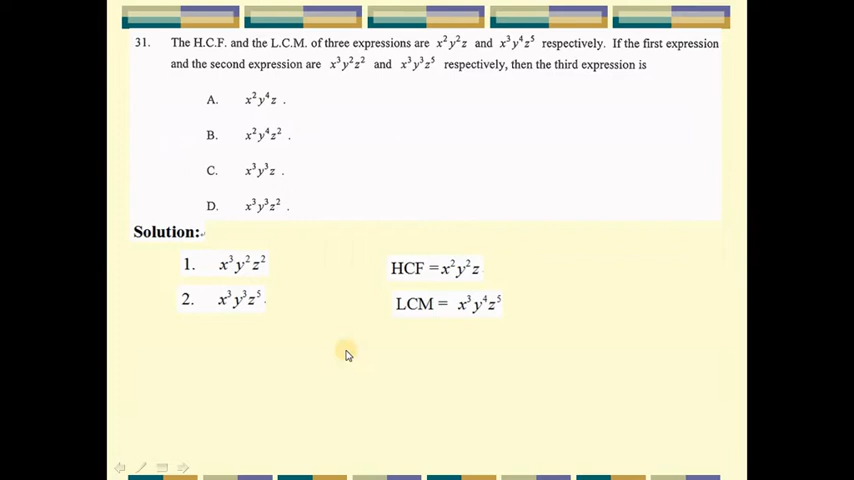 31. The H.C.F. and the L.C.M. of three expressions are x²y²z and x³y⁴z⁵ respectively. If the first expression
and the second expression are x³y²z² and x³y³z⁵ respectively, then the third expression is
A. x²y⁴z .
B. x²y⁴z² .
C. x³y³z .
D. x³y³z² .
Solution:
1. x³y²z²
HCF = x²y²z
2. x³y³z⁵.
LCM = x³y⁴z⁵